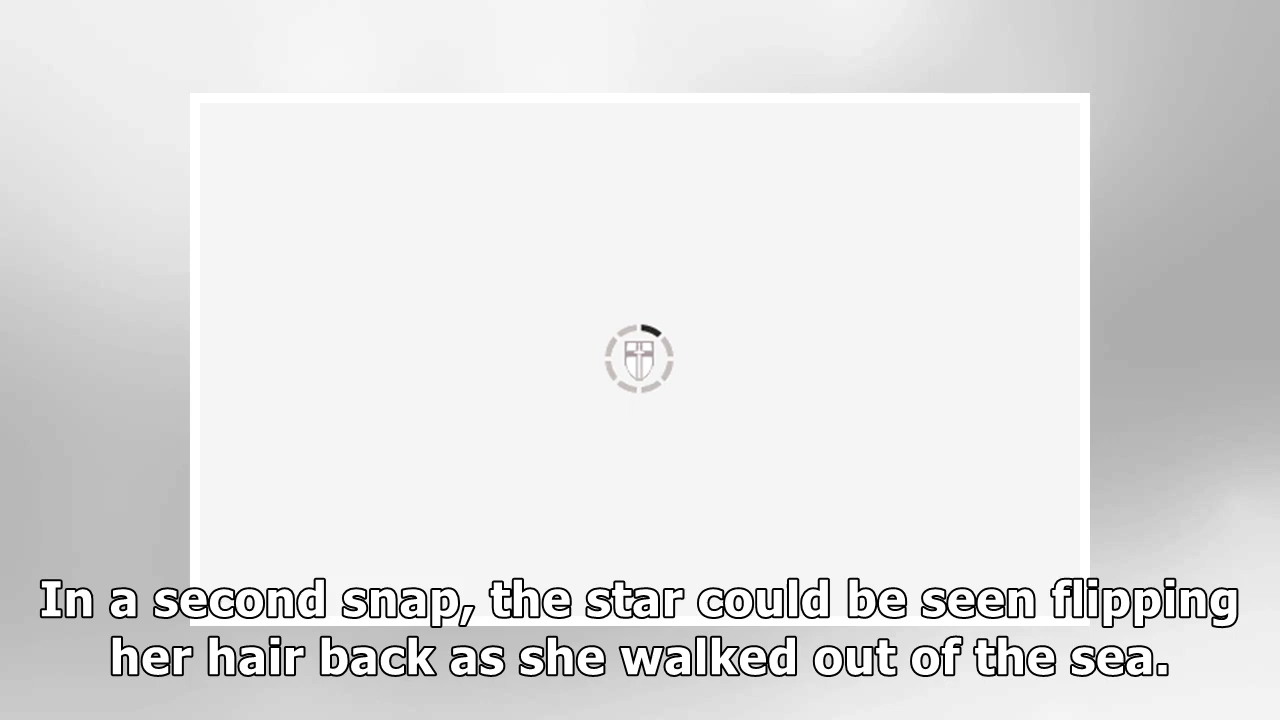 In a second snap, the star could be seen flipping
her hair back as she walked out of the sea.